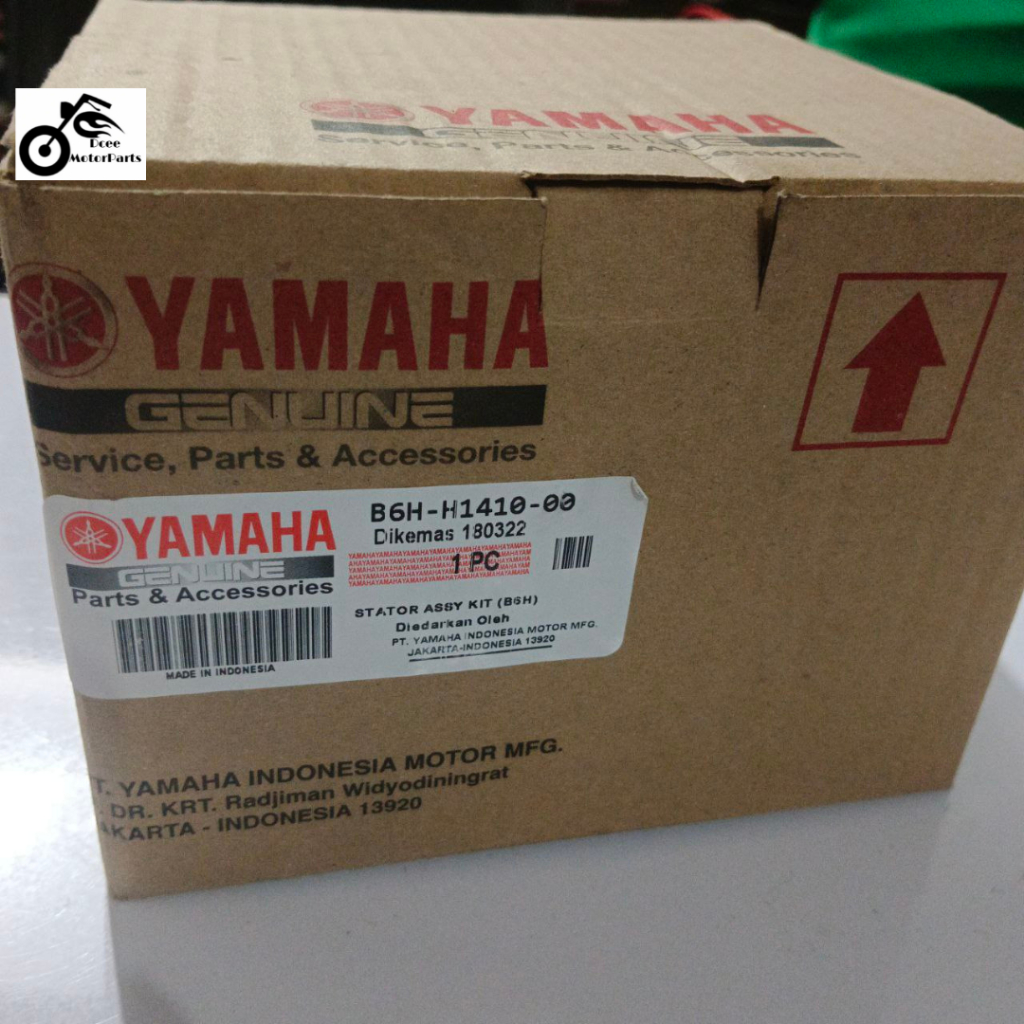 Dcee
MotorParts
YAMAHA
GENUINE
Service, Parts & Accessories
YAMAHA
GENUINE
Service, Parts & Accessories
YAMAHA
GENUINE
Parts & Accessories
MADE IN INDONESIA
B6H-H1410-00
Dikemas 180322
YAMAHAYAMAHAYAMAHAYAMAHAYAMAHAYAMAHAYAMAHA
1 PC
STATOR ASSY KIT (B6H)
Diedarkan Oleh
PT. YAMAHA INDONESIA MOTOR MFG.
JAKARTA-INDONESIA 13920
T. YAMAHA INDONESIA MOTOR MFG.
. DR. KRT. Radjiman Widyodiningrat
AKARTA - INDONESIA 13920